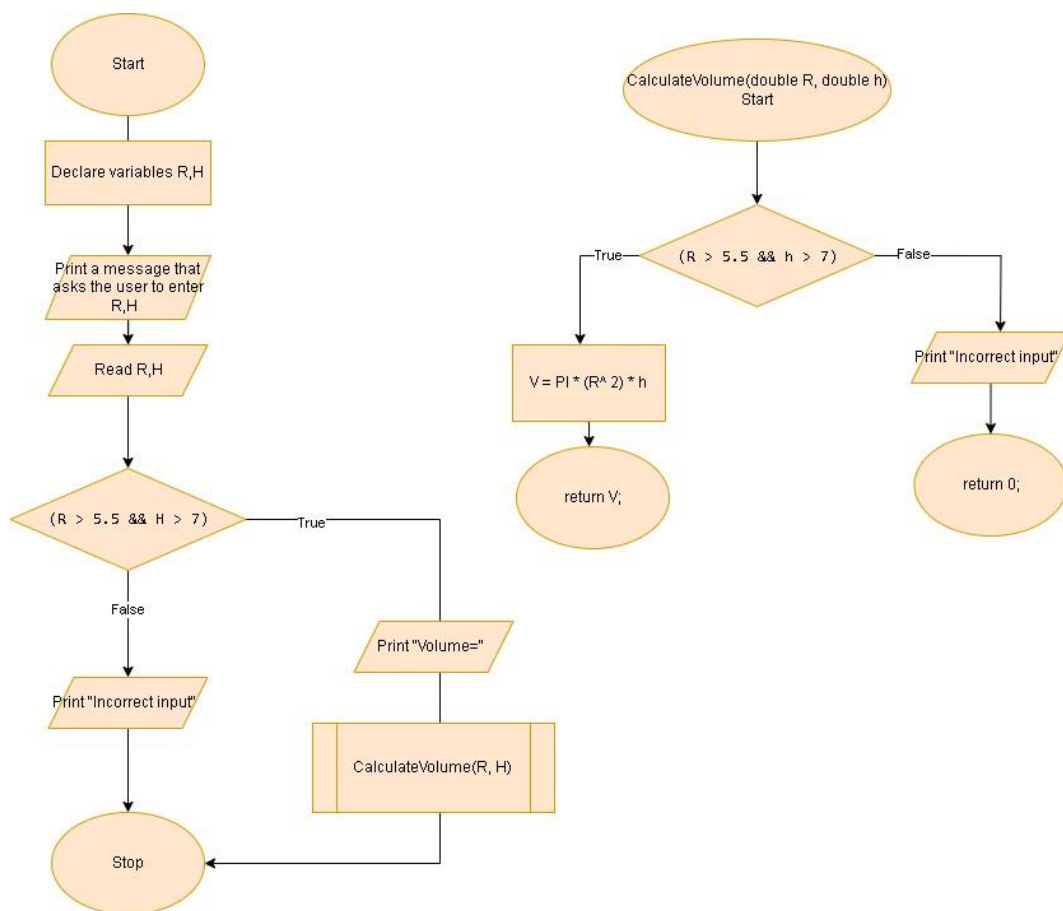 Start
Declare variables R,H
Print a message that
asks the user to enter
R,H
Read R,H
(R > 5.5 && H > 7)
True
False
Print "Volume="
Print "Incorrect input"
CalculateVolume(R, H)
Stop
CalculateVolume(double R, double h)
Start
(R > 5.5 && h > 7)
True
False
V = PI * (R^ 2) * h
Print "Incorrect input"
return V;
return 0;